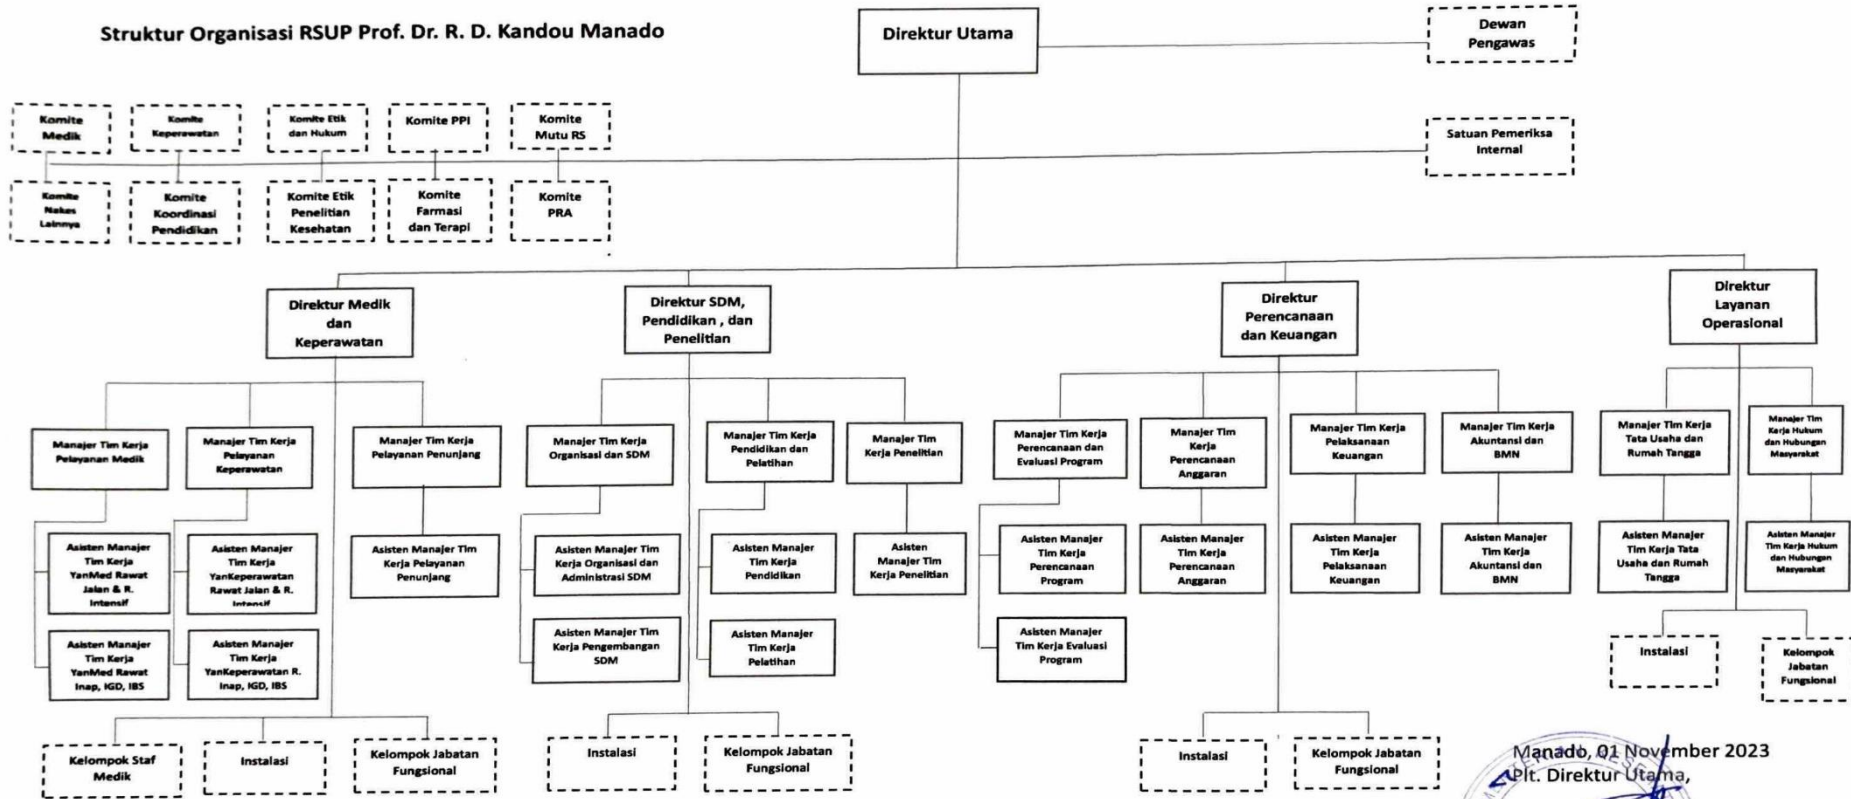 Struktur Organisasi RSUP Prof. Dr. R. D. Kandou Manado
Direktur Utama
Dewan
Pengawas
Komite
Medik
Komite
Keperawatan
Komite Etik
dan Hukum
Komite PPI
Komite
Mutu RS
Satuan Pemeriksa
Internal
Komite
Nakes
Lainnya
Komite
Koordinasi
Pendidikan
Komite Etik
Penelitian
Kesehatan
Komite
Farmasi
dan Terapi
Komite
PRA
Direktur Medik
dan
Keperawatan
Direktur SDM,
Pendidikan , dan
Penelitian
Direktur
Perencanaan
dan Keuangan
Direktur
Layanan
Operasional
Manajer Tim Kerja
Pelayanan Medik
Manajer Tim Kerja
Pelayanan
Keperawatan
Manajer Tim Kerja
Pelayanan Penunjang
Manajer Tim Kerja
Organisasi dan SDM
Manajer Tim Kerja
Pendidikan dan
Pelatihan
Manajer Tim
Kerja Penelitian
Manajer Tim Kerja
Perencanaan dan
Evaluasi Program
Manajer Tim
Kerja
Perencanaan
Anggaran
Manajer Tim Kerja
Pelaksanaan
Keuangan
Manajer Tim Kerja
Akuntansi dan
BMN
Manajer Tim Kerja
Tata Usaha dan
Rumah Tangga
Manajer Tim
Kerja Hukum
dan Hubungan
Masyarakat
Asisten Manajer
Tim Kerja
YanMed Rawat
Jalan & R.
Intensif
Asisten Manajer
Tim Kerja
YanKeperawatan
Rawat Jalan & R.
Intensif
Asisten Manajer Tim
Kerja Pelayanan
Penunjang
Asisten Manajer Tim
Kerja Organisasi dan
Administrasi SDM
Asisten Manajer
Tim Kerja
Pendidikan
Asisten
Manajer Tim
Kerja Penelitian
Asisten Manajer
Tim Kerja
Perencanaan
Program
Asisten Manajer
Tim Kerja
Perencanaan
Anggaran
Asisten Manajer
Tim Kerja
Pelaksanaan
Keuangan
Asisten Manajer
Tim Kerja
Akuntansi dan
BMN
Asisten Manajer
Tim Kerja Tata
Usaha dan Rumah
Tangga
Asisten Manajer
Tim Kerja Hukum
dan Hubungan
Masyarakat
Asisten Manajer
Tim Kerja
YanMed Rawat
Inap, IGD, IBS
Asisten Manajer
Tim Kerja
YanKeperawatan R.
Inap, IGD, IBS
Asisten Manajer Tim
Kerja Pengembangan
SDM
Asisten Manajer
Tim Kerja
Pelatihan
Asisten Manajer
Tim Kerja Evaluasi
Program
Instalasi
Kelompok
Jabatan
Fungsional
Kelompok Staf
Medik
Instalasi
Kelompok Jabatan
Fungsional
Instalasi
Kelompok Jabatan
Fungsional
Instalasi
Kelompok Jabatan
Fungsional
Manado, 01 November 2023
Plt. Direktur Utama,